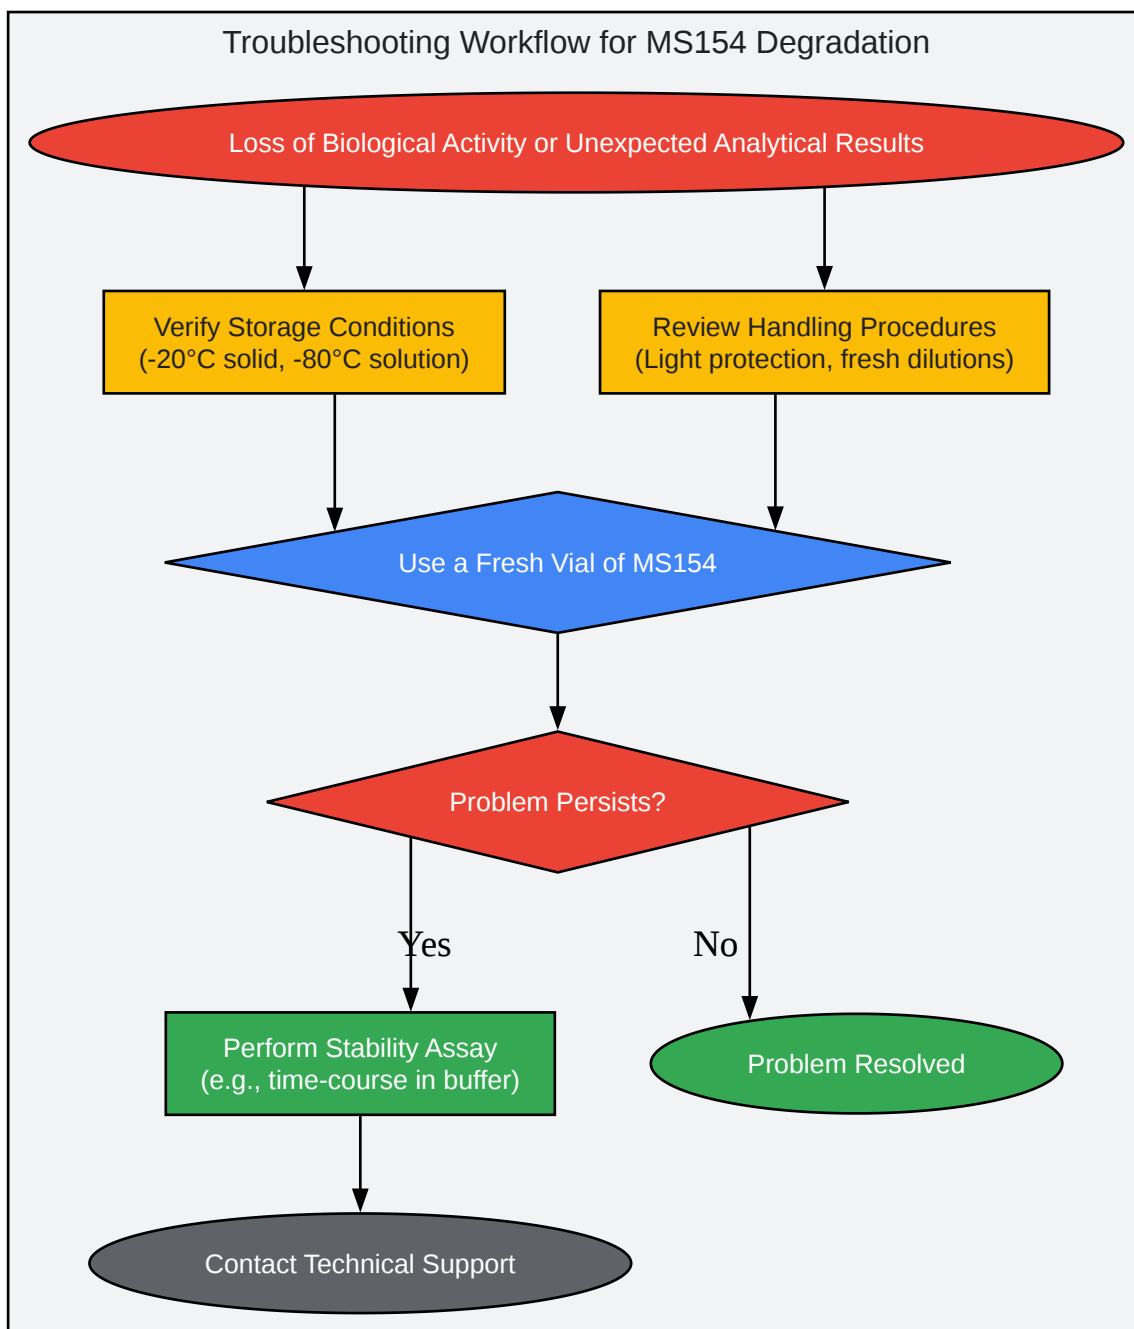 Troubleshooting Workflow for MS154 Degradation
Loss of Biological Activity or Unexpected Analytical Results
Verify Storage Conditions
(-20°C solid, -80°C solution)
Review Handling Procedures
(Light protection, fresh dilutions)
Use a Fresh Vial of MS154
Problem Persists?
Yes
No
Perform Stability Assay
(e.g., time-course in buffer)
Problem Resolved
Contact Technical Support